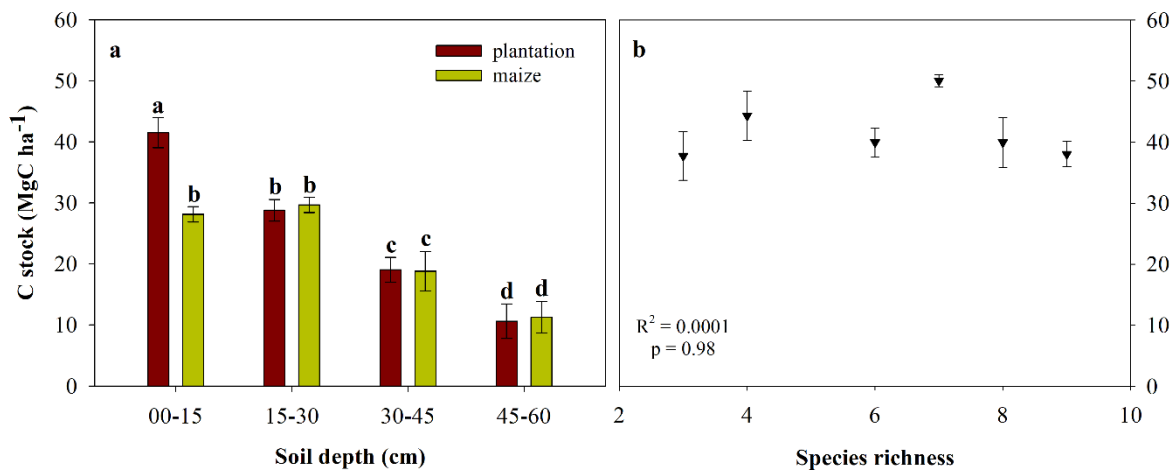 60
50
40
30
20
10
0
C stock (MgC ha⁻¹)
a
plantation
maize
a
b
b b
c c
d d
00-15 15-30 30-45 45-60
Soil depth (cm)
b
R² = 0.0001
p = 0.98
2 4 6 8 10
Species richness
60
50
40
30
20
10
0